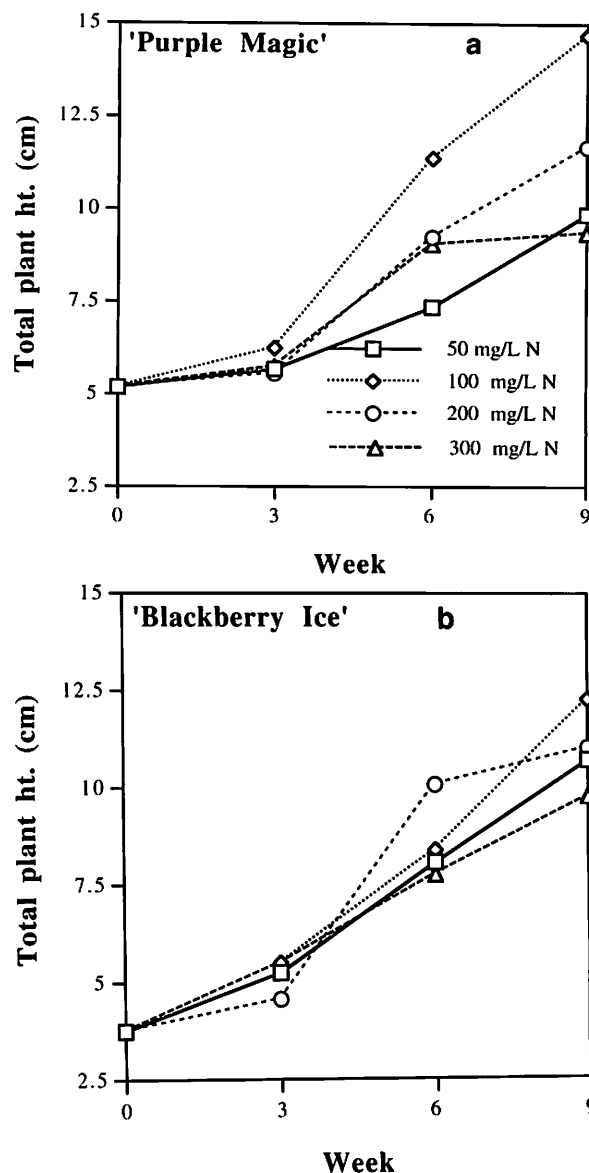 'Purple Magic' a
Total plant ht. (cm)
15
12.5
10
7.5
5
2.5
50 mg/L N
100 mg/L N
200 mg/L N
300 mg/L N
0 3 6 9
Week
'Blackberry Ice' b
Total plant ht. (cm)
15
12.5
10
7.5
5
2.5
0 3 6 9
Week